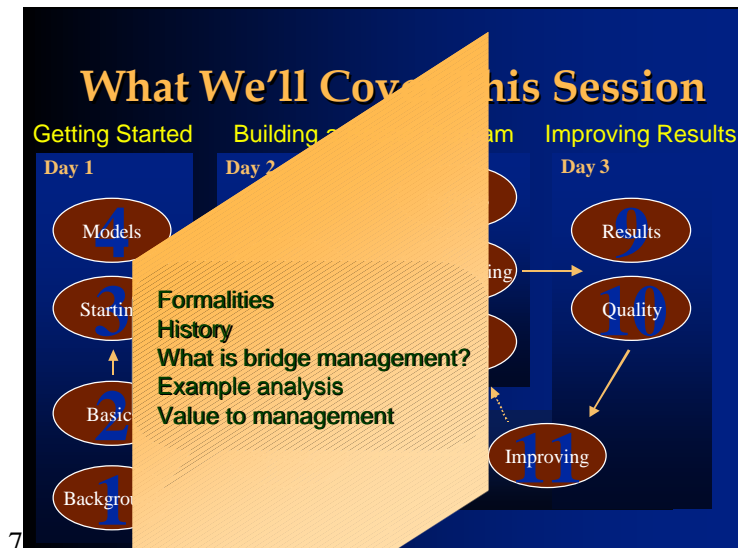 What We'll Cov his Session
Getting Started Building a am Improving Results
Day 1 Day 2 Day 3
4 Models
9 Results
ing
3 Startin
10 Quality
Formalities
History
What is bridge management?
Example analysis
Value to management
2 Basic
11 Improving
1 Backgrou
7